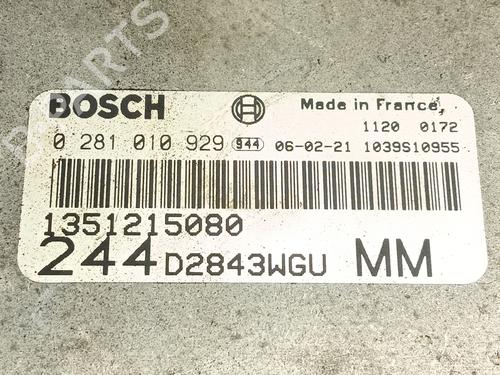 PARTS
BOSCH
Made in France,
1120 0172
0 281 010 929 944 06-02-21 1039S10955
1351215080
244 D2843WGU MM